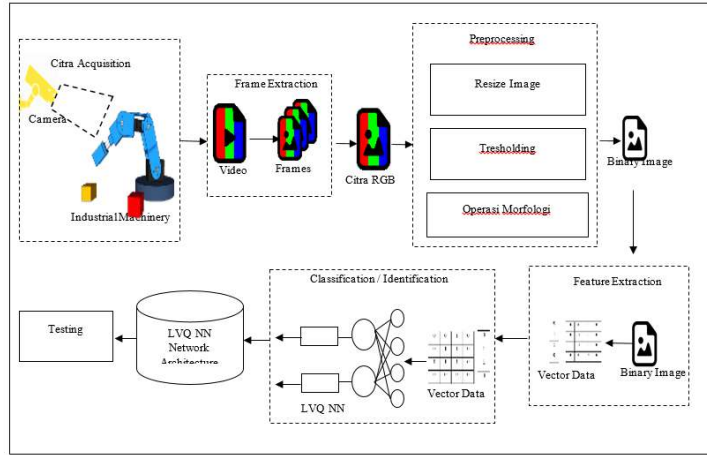 Citra Acquisition
Camera
Industrial Machinery
Frame Extraction
Video
Frames
Citra RGB
Preprocessing
Resize Image
Tresholding
Operasi Morfologi
Binary Image
Feature Extraction
Vector Data
Binary Image
Classification / Identification
LVQ NN
Vector Data
LVQ NN
Network
Architecture
Testing